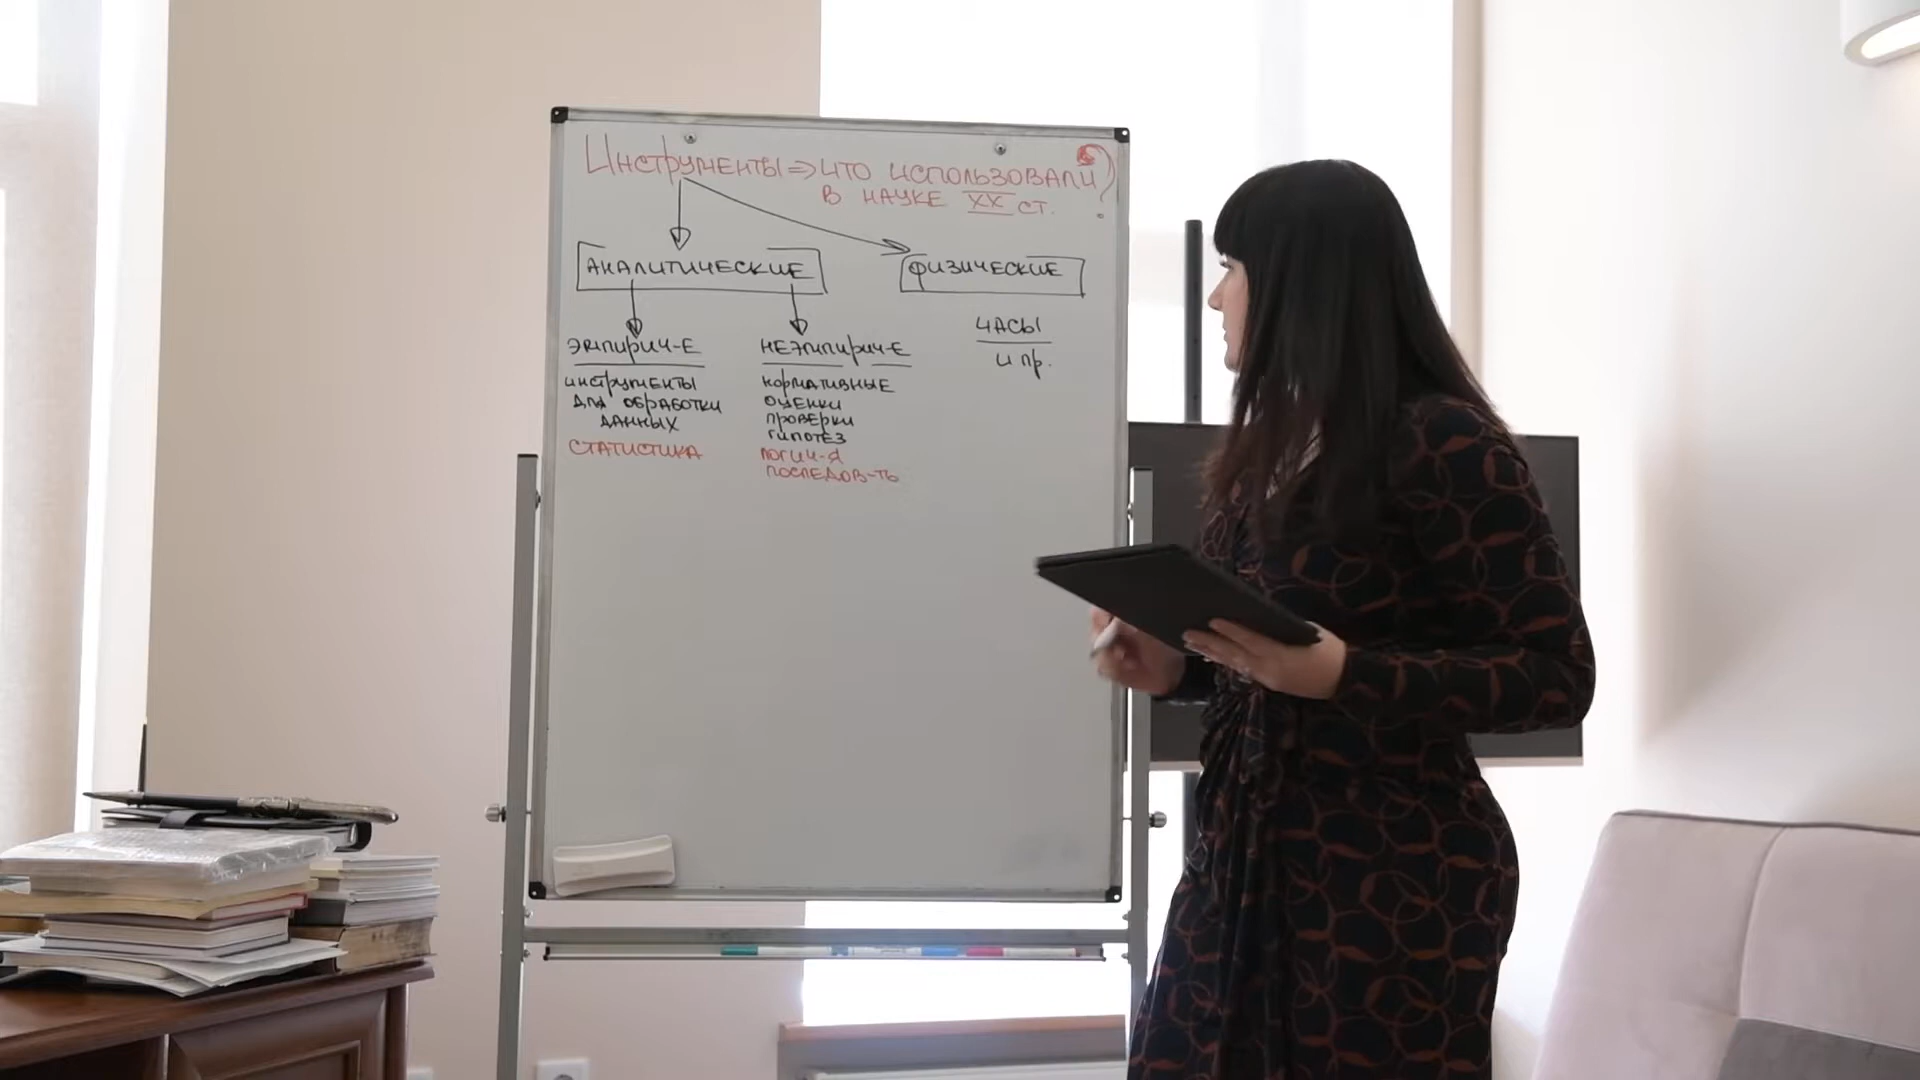 Инструменты => что использовали?
в науке XX ст.
Аналитические
Физические
Эмпирич-е
инструменты
для обработки
данных
статистика
Неэмпирич-е
нормативные
оценки
проверки
гипотез
логич-я
последов-ть
часы
и пр.